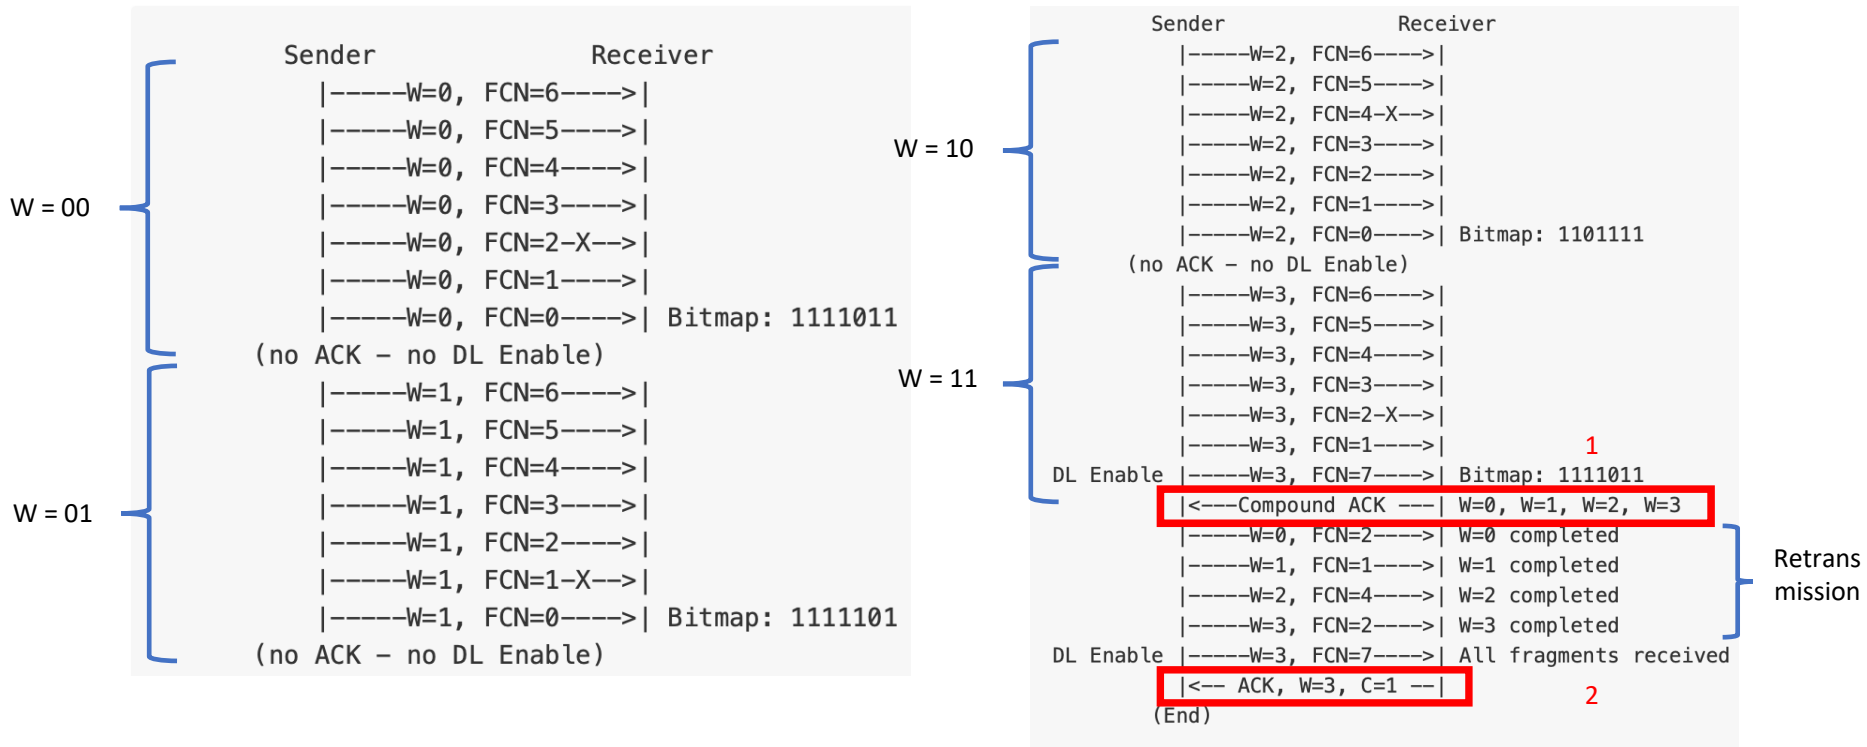 Sender Receiver
|-----W=0, FCN=6---->|
|-----W=0, FCN=5---->|
|-----W=0, FCN=4---->|
|-----W=0, FCN=3---->|
W = 00
|-----W=0, FCN=2-X-->|
|-----W=0, FCN=1---->|
|-----W=0, FCN=0---->| Bitmap: 1111011
(no ACK – no DL Enable)
|-----W=1, FCN=6---->|
|-----W=1, FCN=5---->|
|-----W=1, FCN=4---->|
|-----W=1, FCN=3---->|
W = 01
|-----W=1, FCN=2---->|
|-----W=1, FCN=1-X-->|
|-----W=1, FCN=0---->| Bitmap: 1111101
(no ACK – no DL Enable)
Sender Receiver
|-----W=2, FCN=6---->|
|-----W=2, FCN=5---->|
|-----W=2, FCN=4-X-->|
W = 10
|-----W=2, FCN=3---->|
|-----W=2, FCN=2---->|
|-----W=2, FCN=1---->|
|-----W=2, FCN=0---->| Bitmap: 1101111
(no ACK – no DL Enable)
|-----W=3, FCN=6---->|
|-----W=3, FCN=5---->|
|-----W=3, FCN=4---->|
W = 11
|-----W=3, FCN=3---->|
|-----W=3, FCN=2-X-->|
|-----W=3, FCN=1---->| 1
DL Enable |-----W=3, FCN=7---->| Bitmap: 1111011
|<---Compound ACK ---| W=0, W=1, W=2, W=3
|-----W=0, FCN=2---->| W=0 completed
|-----W=1, FCN=1---->| W=1 completed
|-----W=2, FCN=4---->| W=2 completed
|-----W=3, FCN=2---->| W=3 completed
Retrans
mission
DL Enable |-----W=3, FCN=7---->| All fragments received
|<-- ACK, W=3, C=1 --| 2
(End)